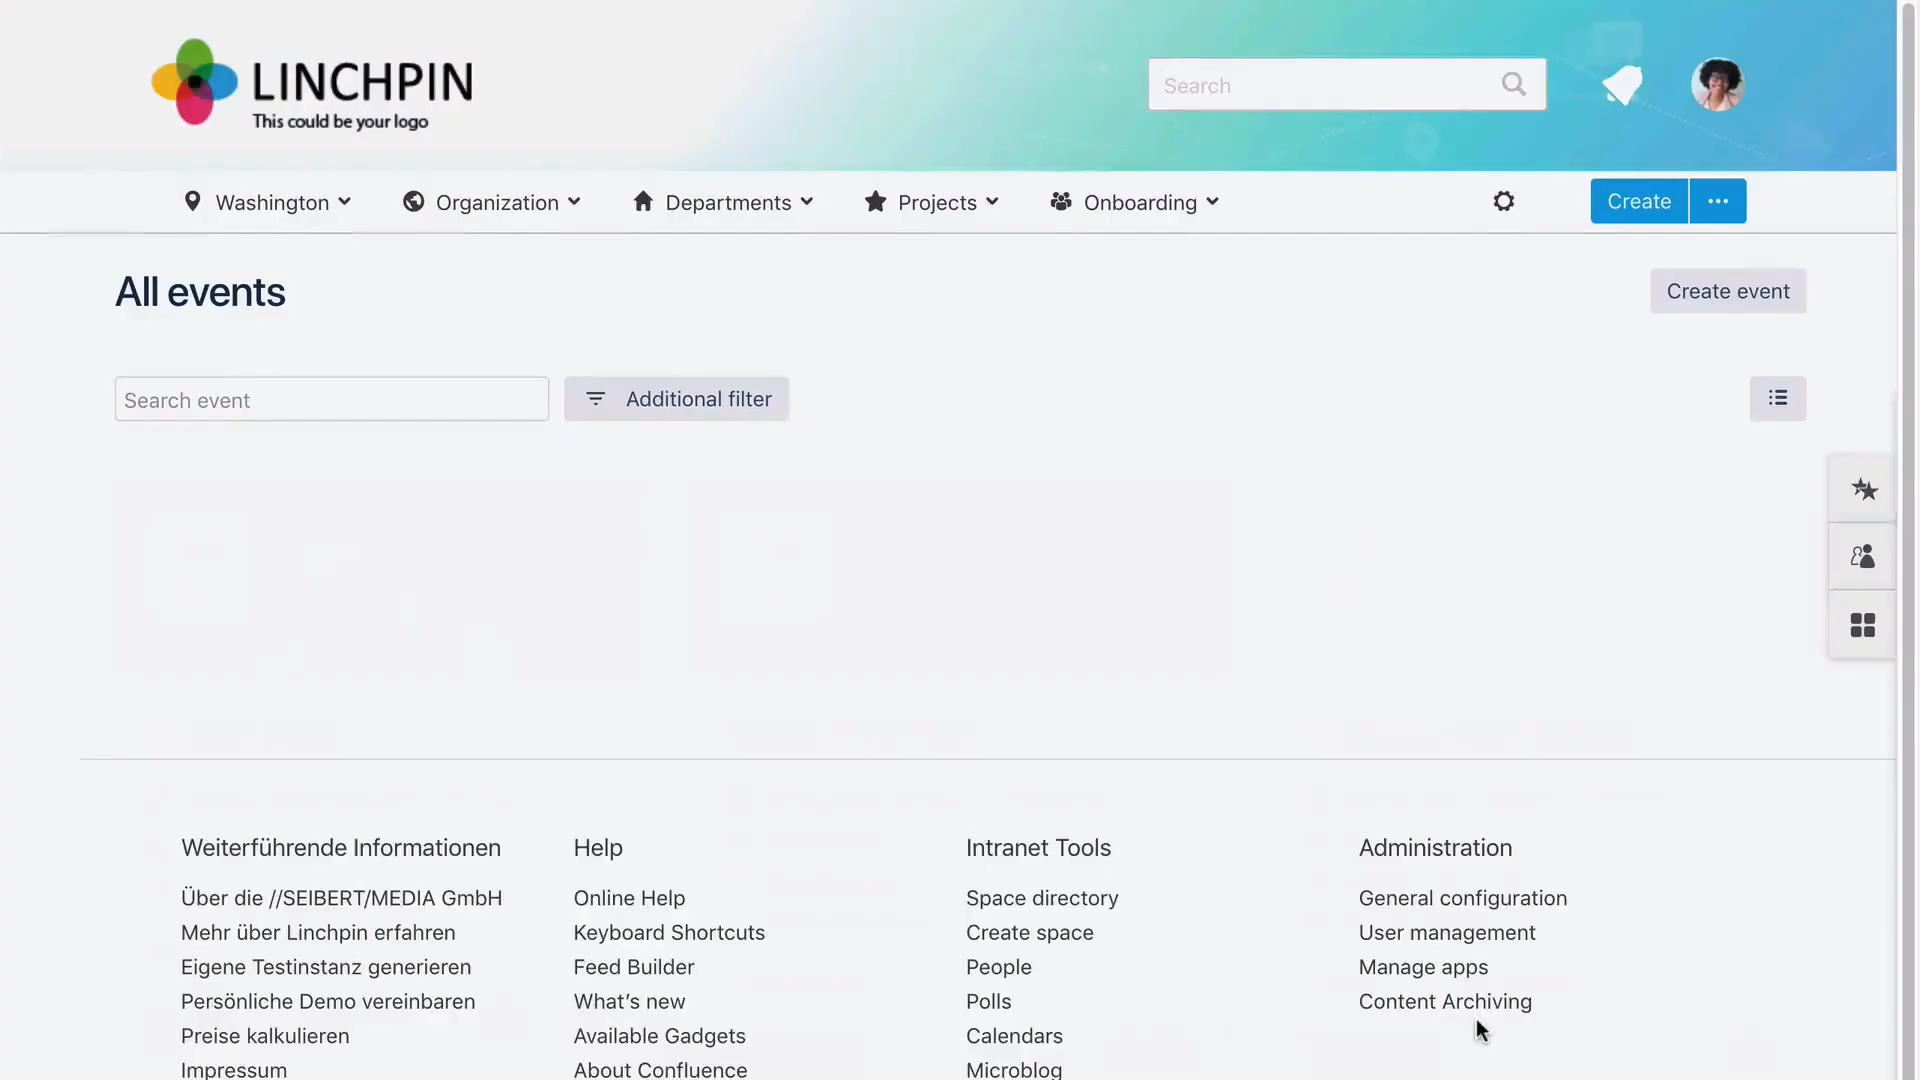 LINCHPIN
This could be your logo
Search
Washington
Organization
Departments
Projects
Onboarding
Create
All events
Create event
Search event
Additional filter
Weiterführende Informationen
Über die //SEIBERT/MEDIA GmbH
Mehr über Linchpin erfahren
Eigene Testinstanz generieren
Persönliche Demo vereinbaren
Preise kalkulieren
Impressum
Help
Online Help
Keyboard Shortcuts
Feed Builder
What's new
Available Gadgets
About Confluence
Intranet Tools
Space directory
Create space
People
Polls
Calendars
Microblog
Administration
General configuration
User management
Manage apps
Content Archiving